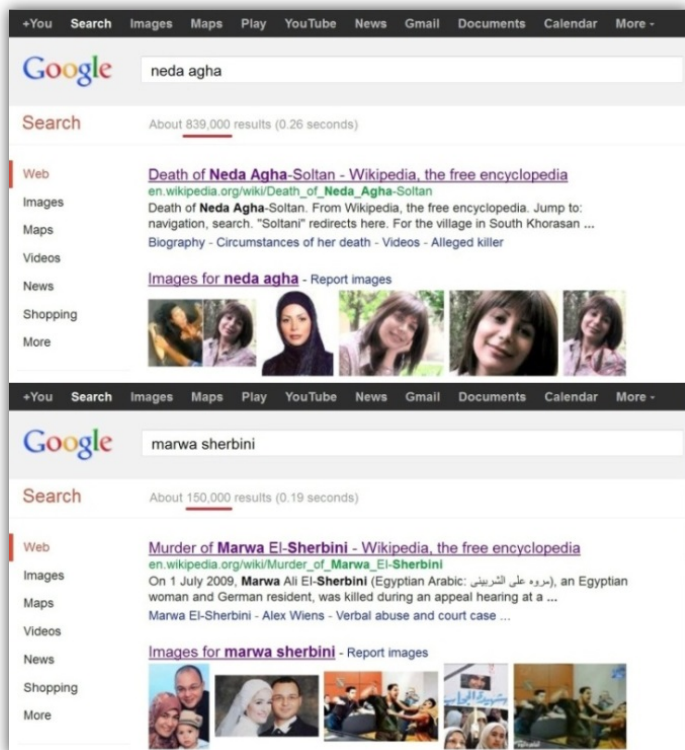 +You Search Images Maps Play YouTube News Gmail Documents Calendar More
Google
neda agha
Search
About 839,000 results (0.26 seconds)
Web
Images
Maps
Videos
News
Shopping
More
Death of Neda Agha-Soltan - Wikipedia, the free encyclopedia
en.wikipedia.org/wiki/Death_of_Neda_Agha-Soltan
Death of Neda Agha-Soltan. From Wikipedia, the free encyclopedia. Jump to:
navigation, search. "Soltani" redirects here. For the village in South Khorasan ...
Biography - Circumstances of her death - Videos - Alleged killer
Images for neda agha - Report images
+You Search Images Maps Play YouTube News Gmail Documents Calendar More
Google
marwa sherbini
Search
About 150,000 results (0.19 seconds)
Web
Images
Maps
Videos
News
Shopping
More
Murder of Marwa El-Sherbini - Wikipedia, the free encyclopedia
en.wikipedia.org/wiki/Murder_of_Marwa_El-Sherbini
On 1 July 2009, Marwa Ali El-Sherbini (Egyptian Arabic: مروه على الشربينى), an Egyptian
woman and German resident, was killed during an appeal hearing at a ...
Marwa El-Sherbini - Alex Wiens - Verbal abuse and court case ...
Images for marwa sherbini - Report images